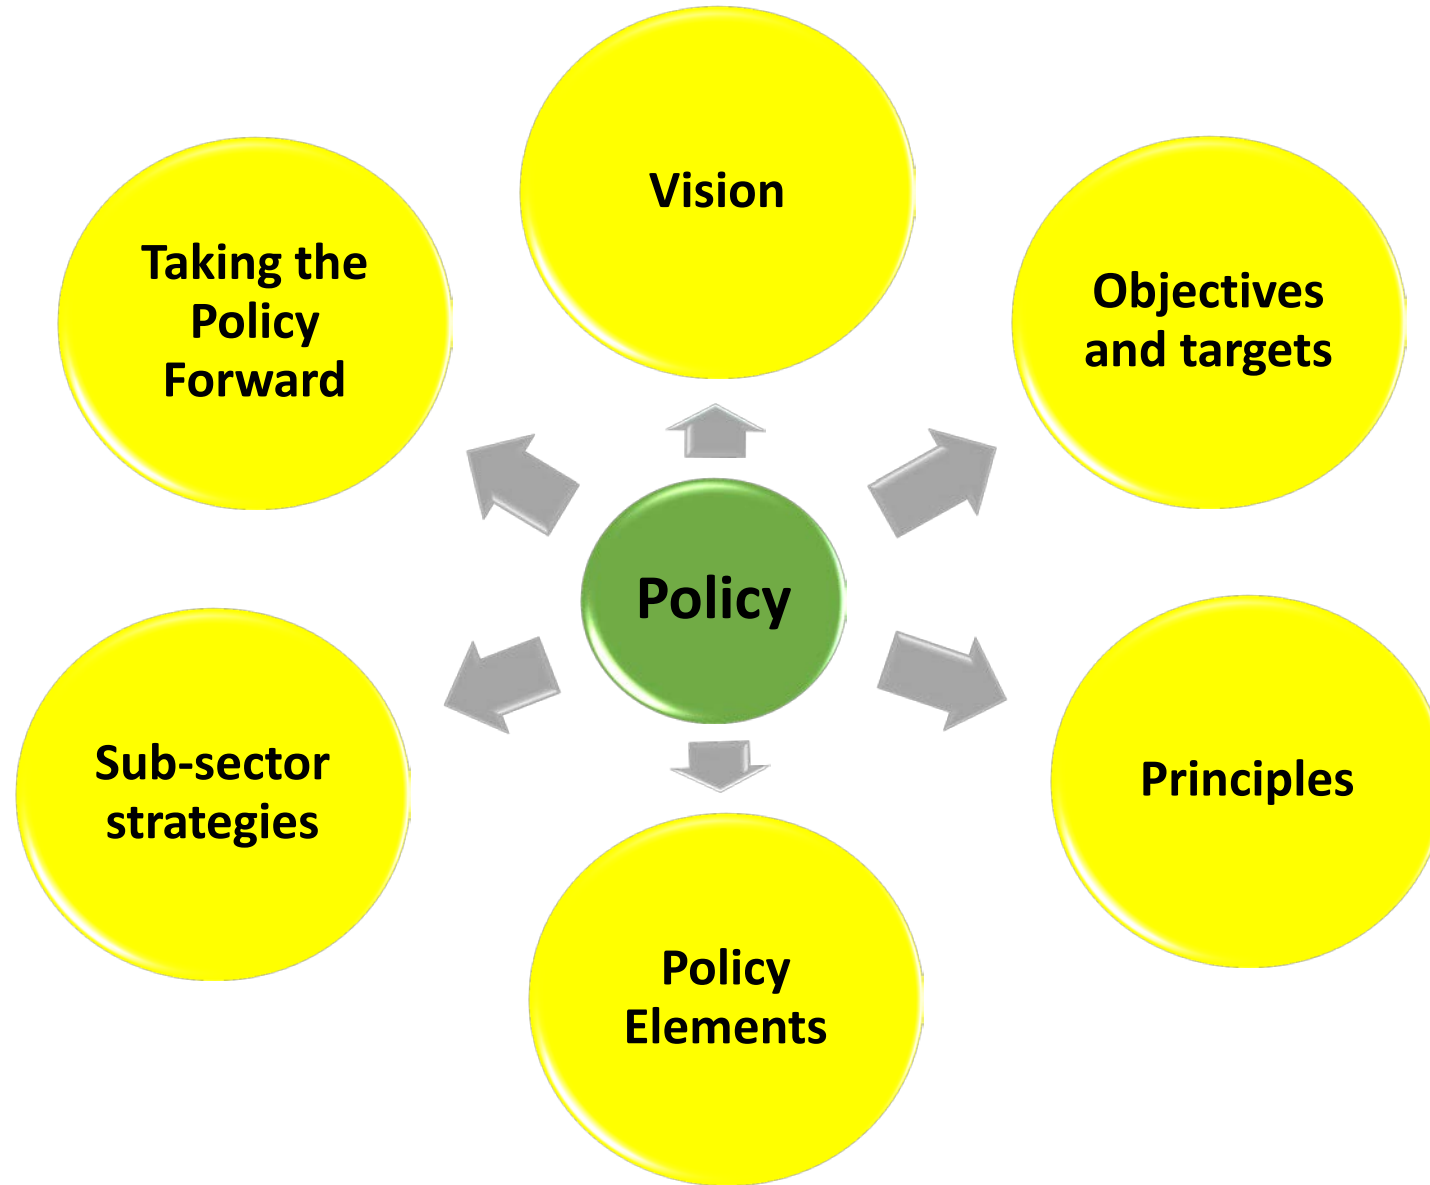 Vision
Taking the
Policy
Forward
Objectives
and targets
Policy
Sub-sector
strategies
Principles
Policy
Elements